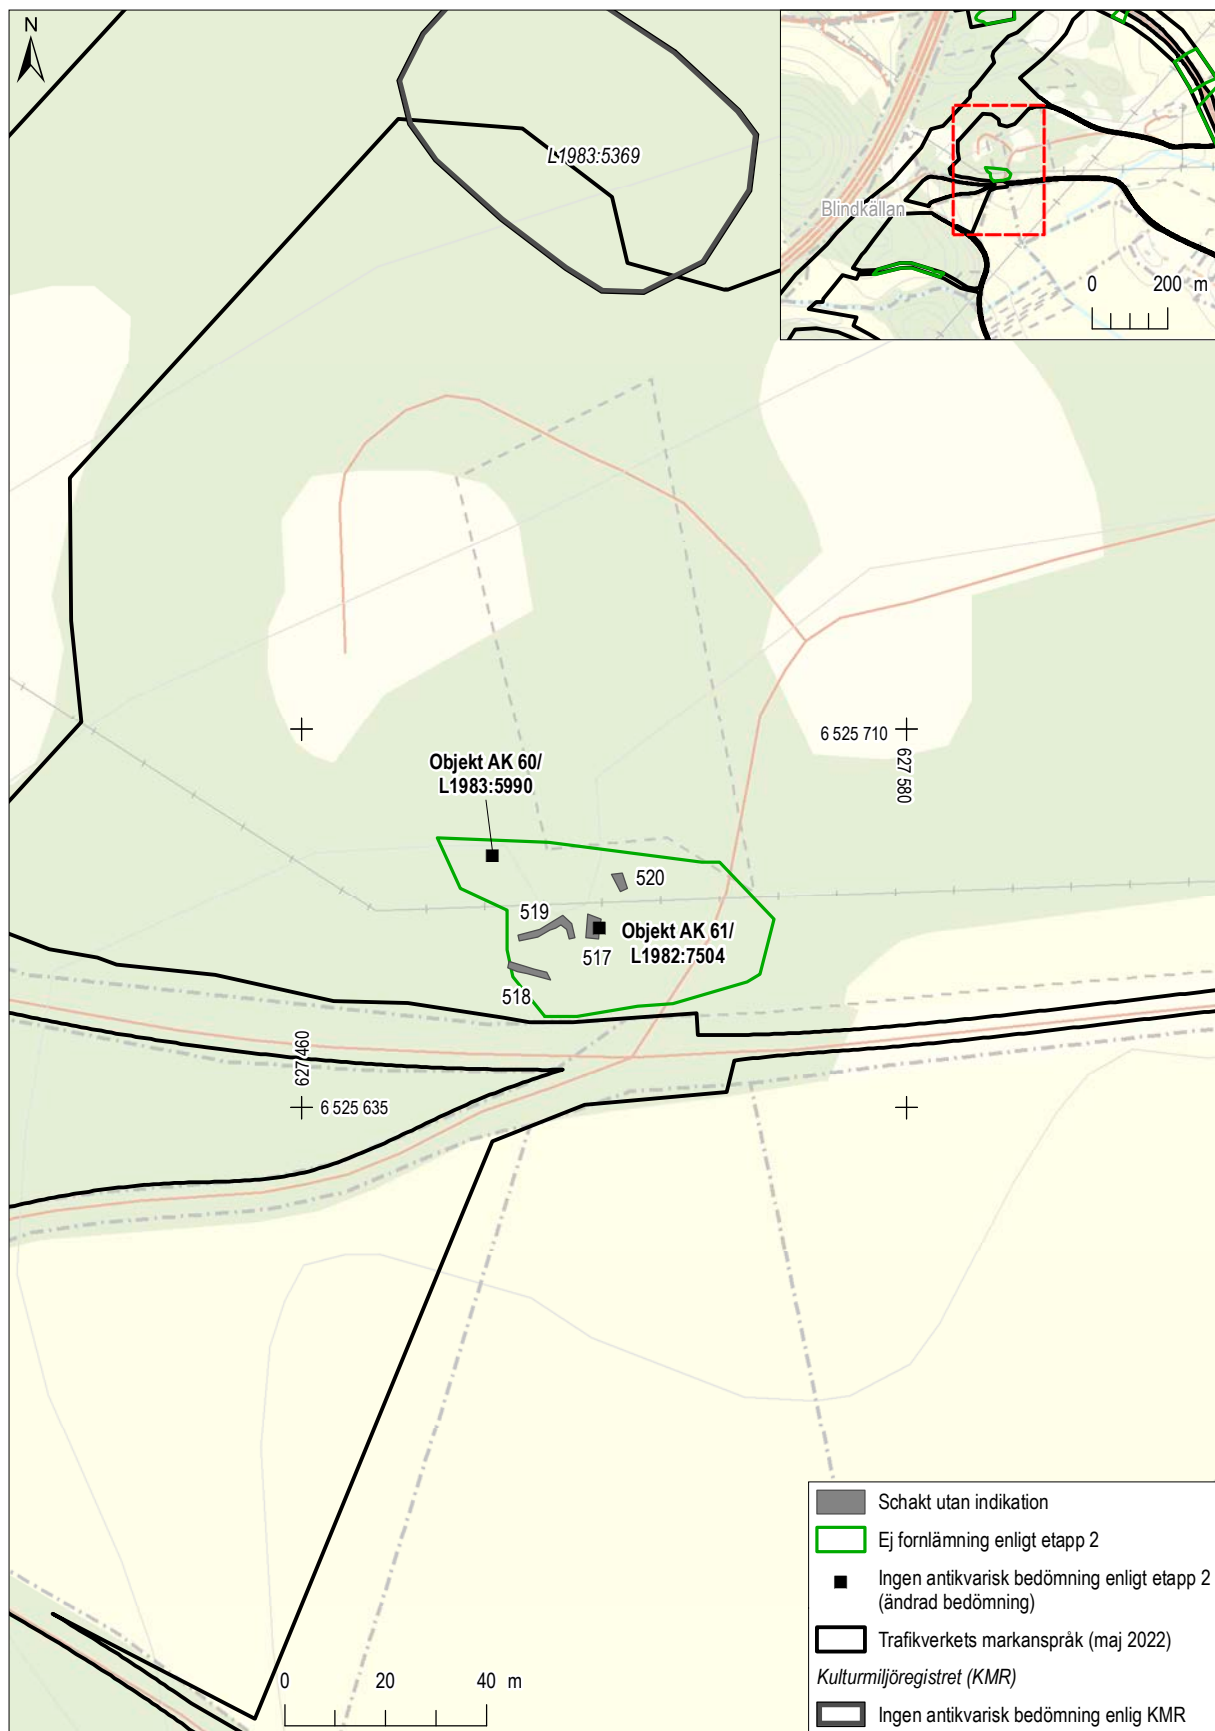 N
L1983:5369
Blindkällan
0 200 m
6 525 710
627 580
Objekt AK 60/
L1983:5990
520
519
Objekt AK 61/
L1982:7504
517
518
627 460
6 525 635
0 20 40 m
Schakt utan indikation
Ej fornlämning enligt etapp 2
Ingen antikvarisk bedömning enligt etapp 2
(ändrad bedömning)
Trafikverkets markanspråk (maj 2022)
Kulturmiljöregistret (KMR)
Ingen antikvarisk bedömning enlig KMR